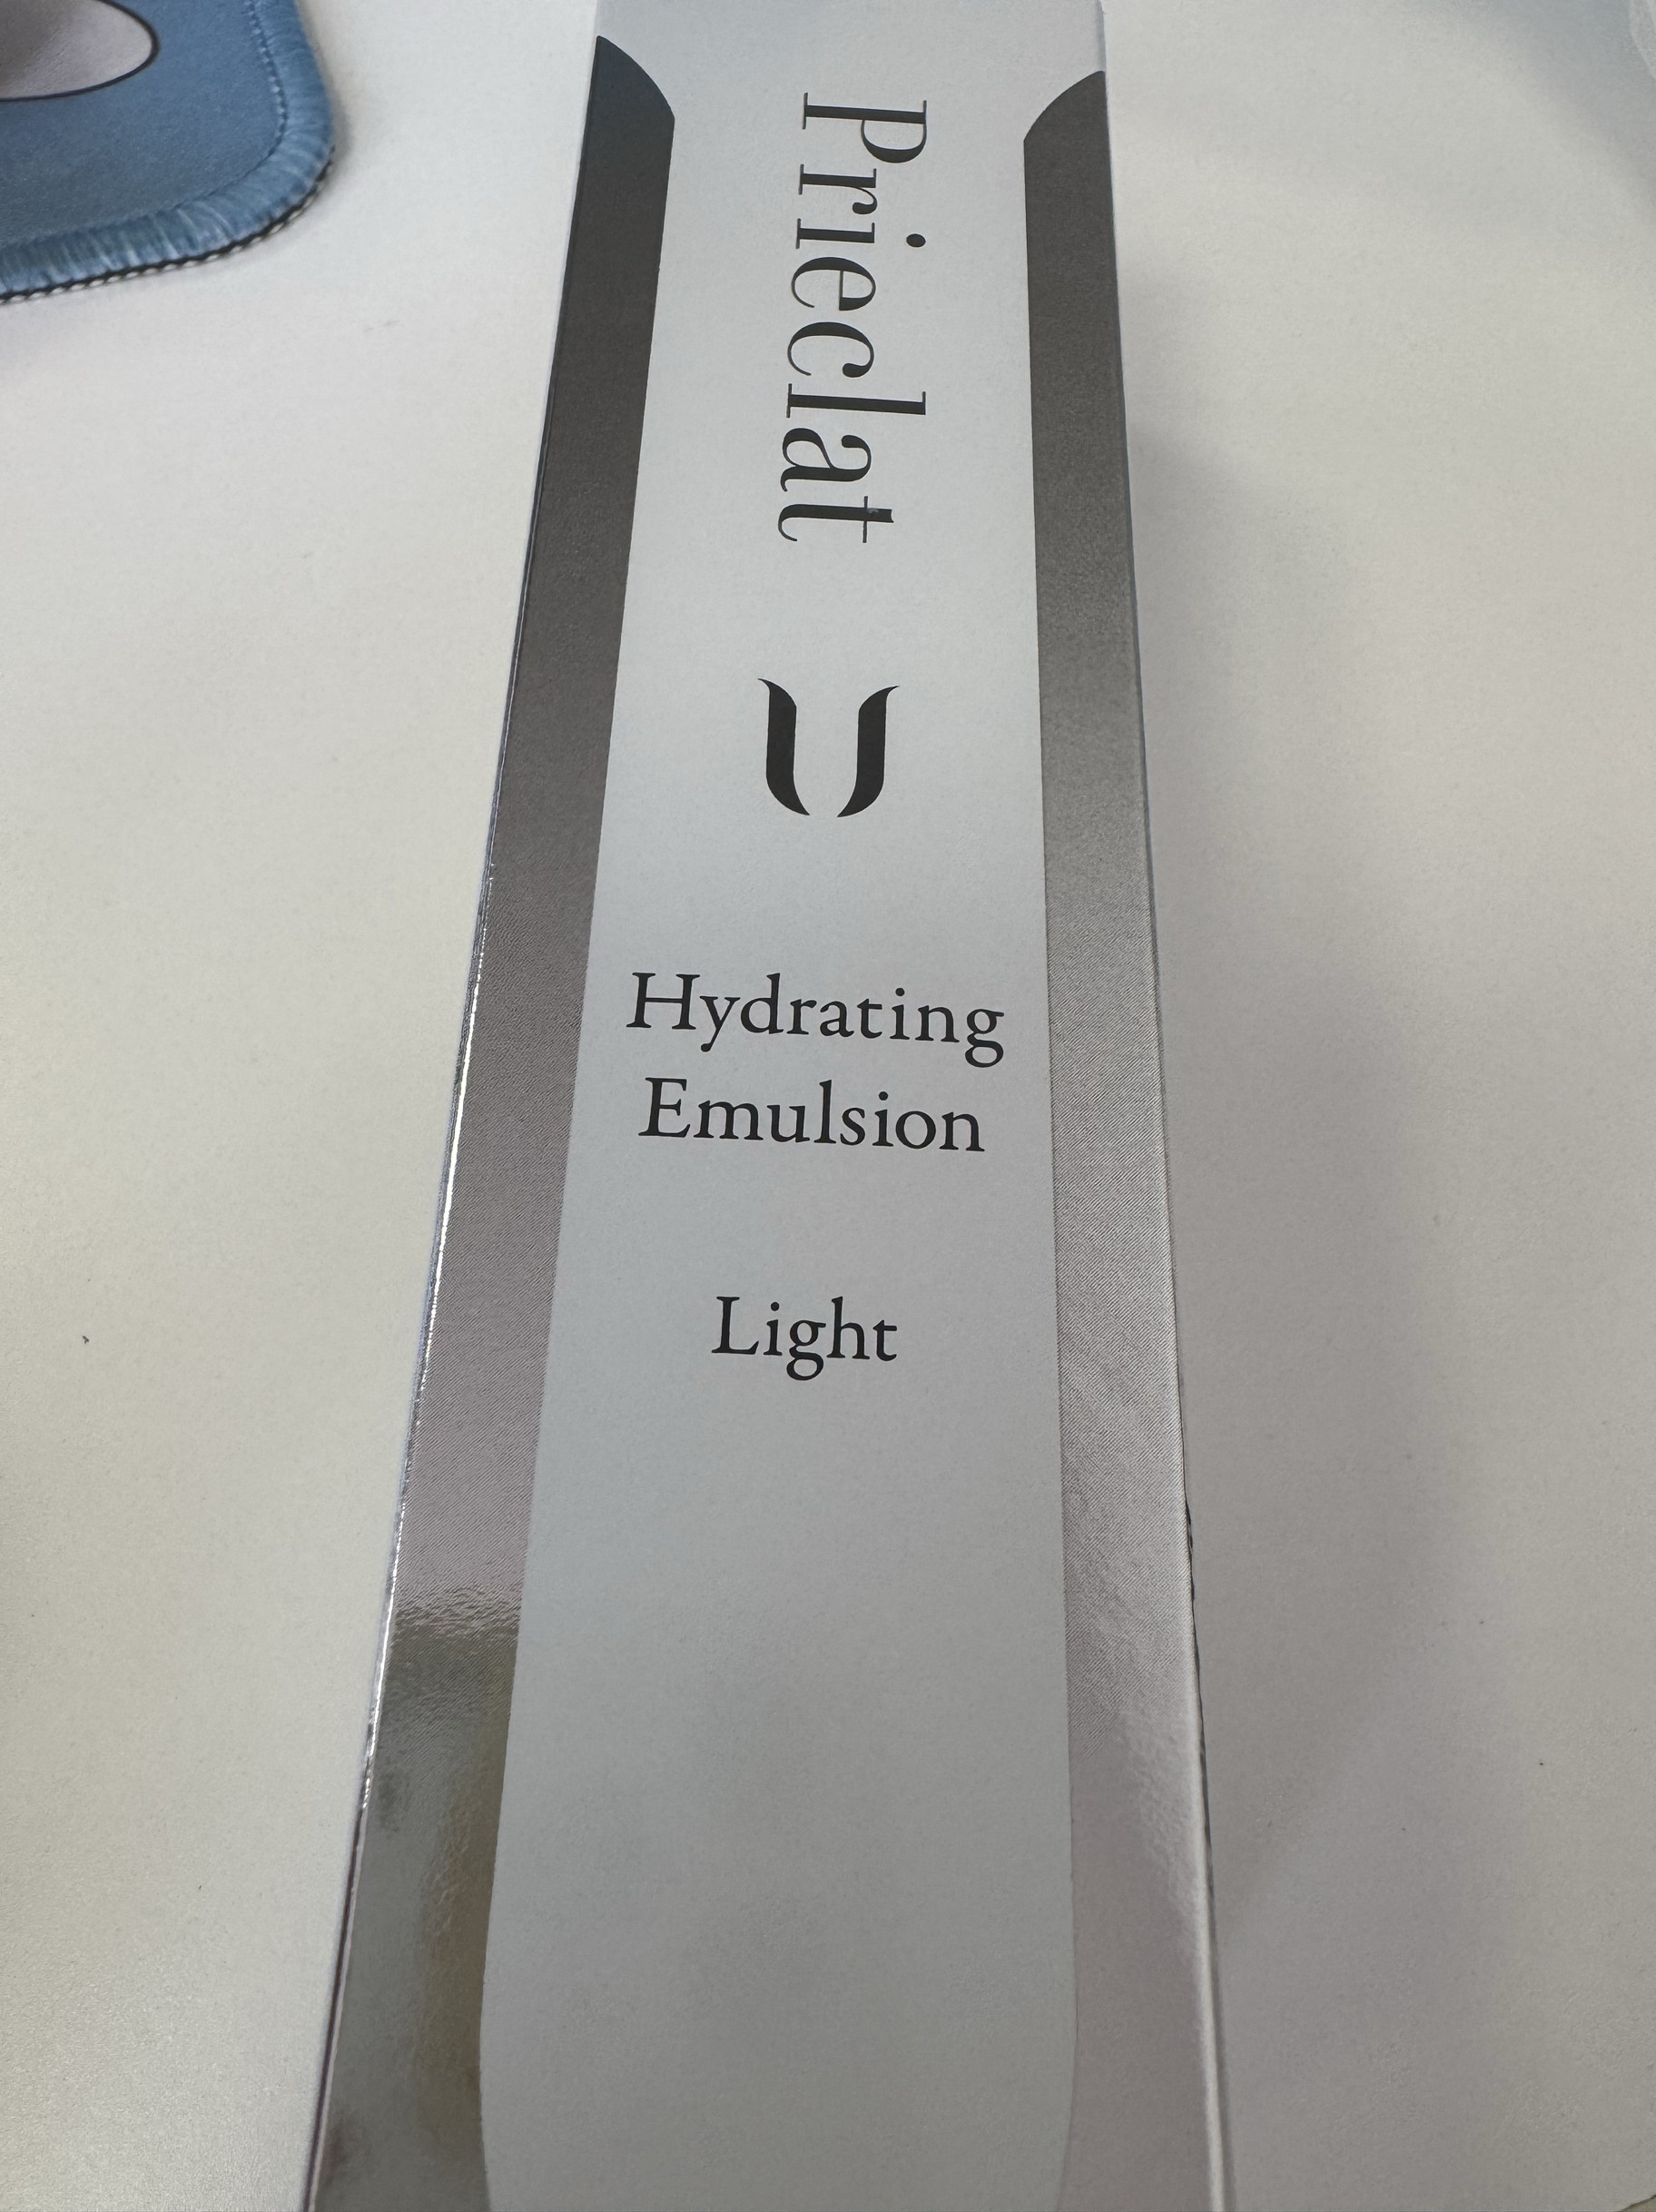 Prieclat
U
Hydrating
Emulsion
Light